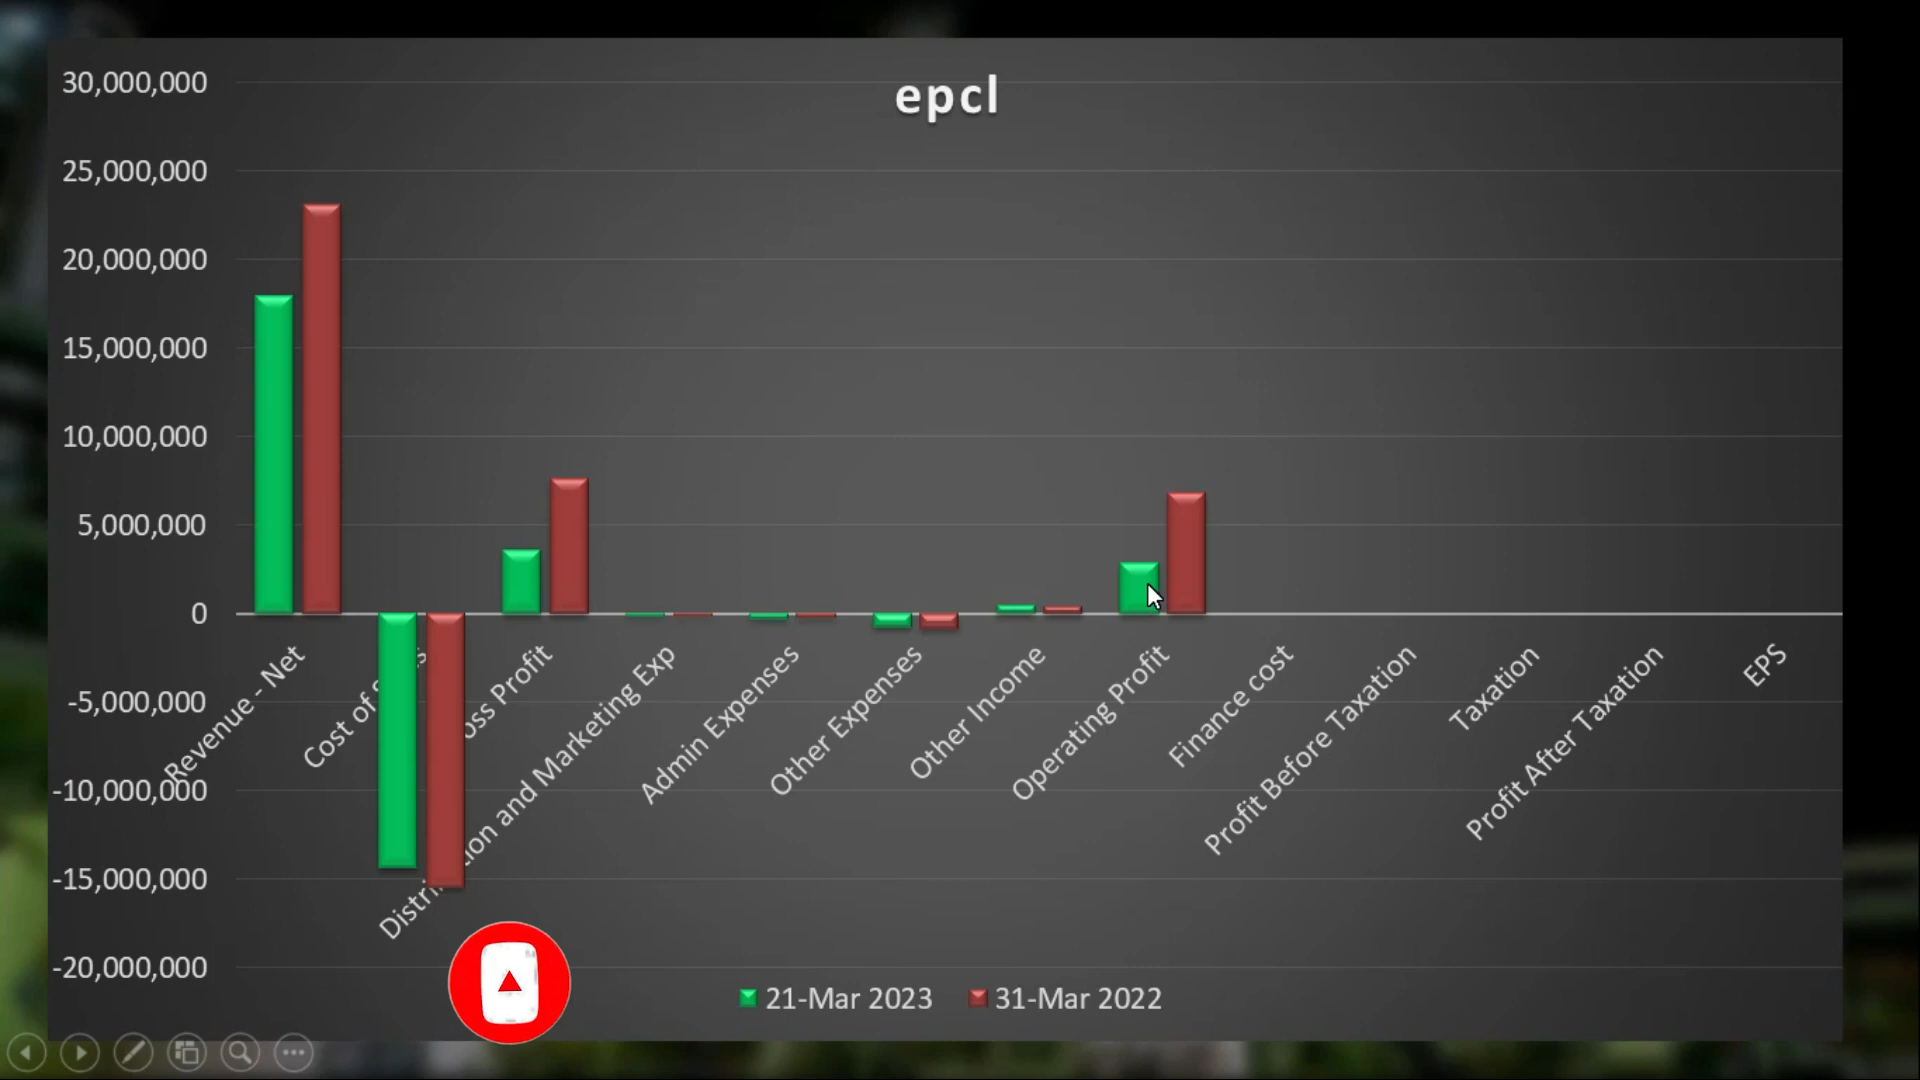 epcl
30,000,000
25,000,000
20,000,000
15,000,000
10,000,000
5,000,000
0
-5,000,000
-10,000,000
-15,000,000
-20,000,000
Revenue - Net
Cost of
oss Profit
Distri ion and Marketing Exp
Admin Expenses
Other Expenses
Other Income
Operating Profit
Finance cost
Profit Before Taxation
Taxation
Profit After Taxation
EPS
21-Mar 2023
31-Mar 2022